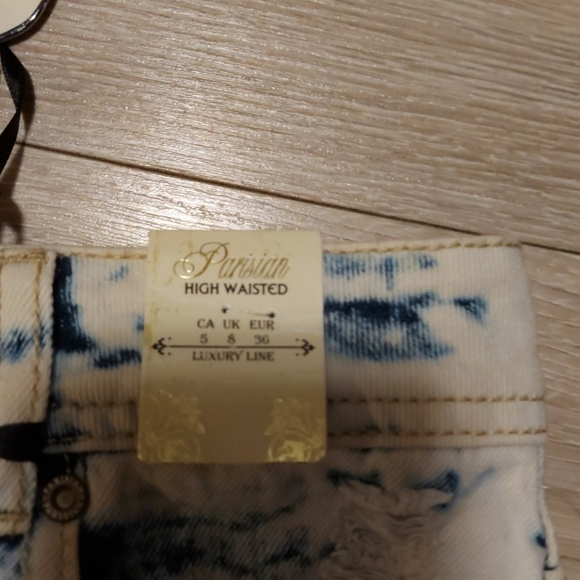 Parisian
HIGH WAISTED
CA UK EUR
5 8 36
LUXURY LINE